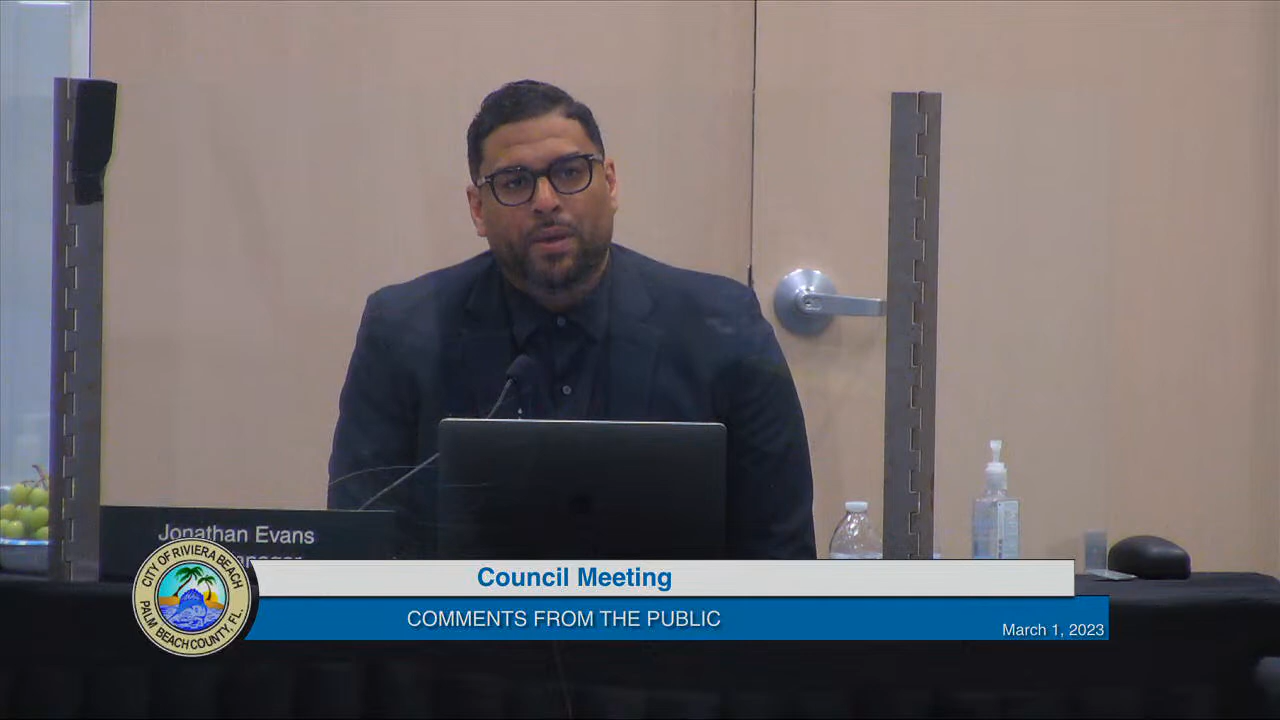 Jonathan Evans
CITY OF RIVIERA BEACH
PALM BEACH COUNTY, FL.
Council Meeting
COMMENTS FROM THE PUBLIC
March 1, 2023